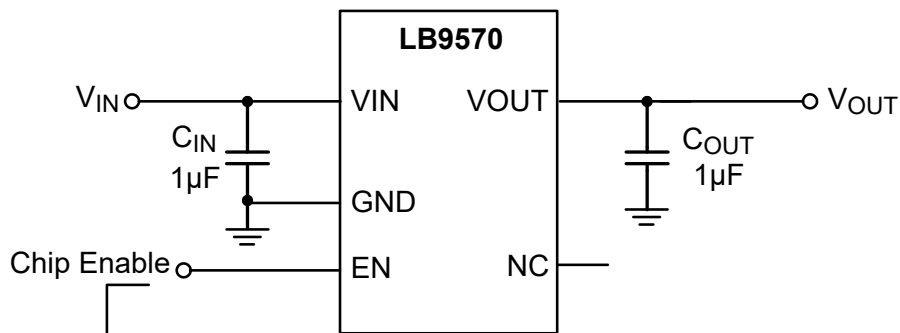 LB9570
VIN
VIN
VOUT
VOUT
CIN
1µF
COUT
1µF
GND
Chip Enable
EN
NC